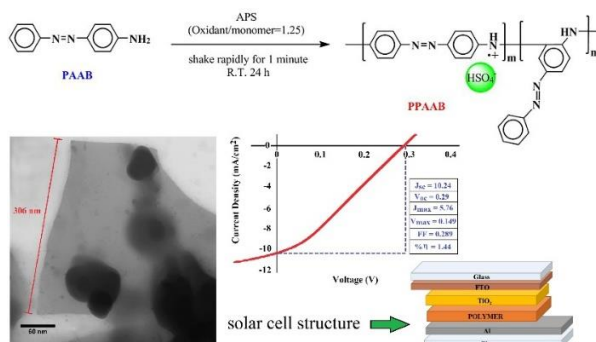 APS
(Oxidant/monomer=1.25)
shake rapidly for 1 minute
R.T. 24 h
N=N
NH2
PAAB
N=N
H
N
•+
m
HSO4-
HN
m
N=N
PPAAB
306 nm
60 nm
Current Density (mA/cm2)
0
-2
-4
-6
-8
-10
-12
0
0.1
0.2
0.3
0.4
Voltage (V)
Jsc = 10.24
Voc = 0.29
Jmax = 5.76
Vmax = 0.149
FF = 0.289
%η = 1.44
solar cell structure
Glass
FTO
TiO2
POLYMER
Al